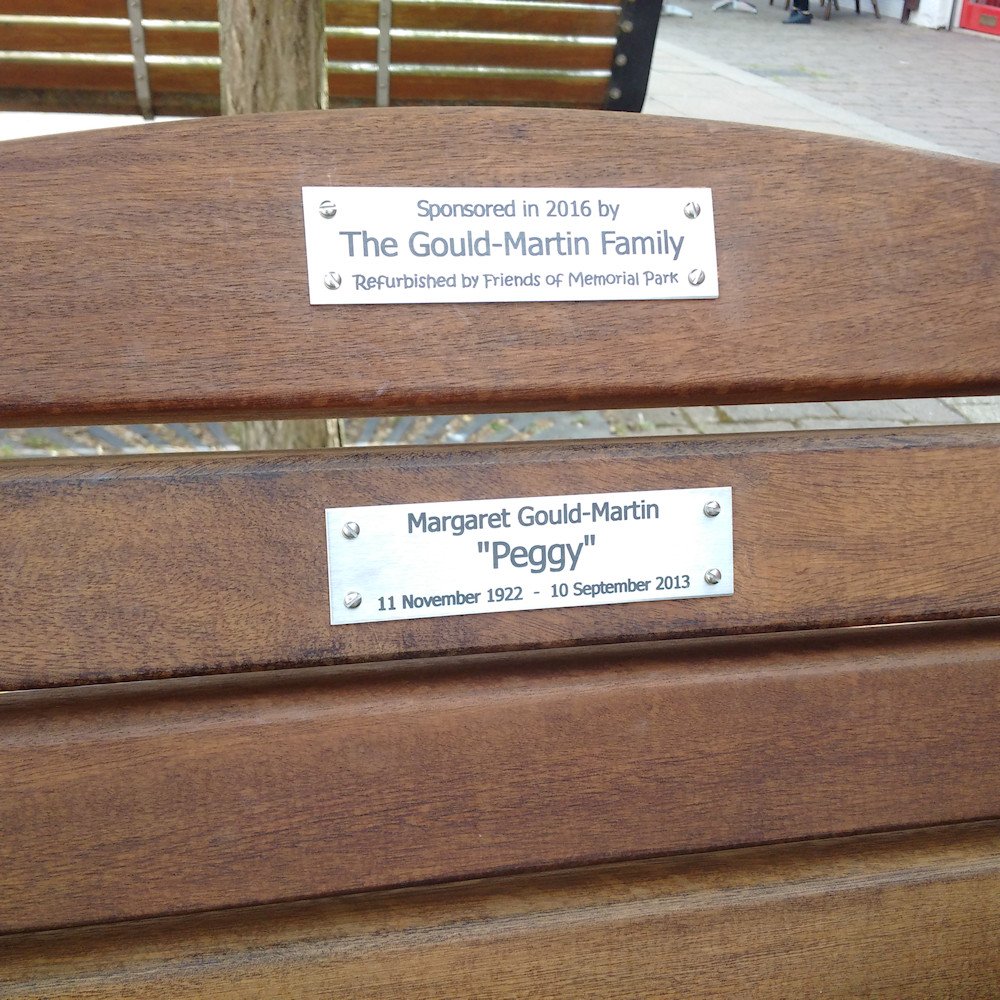 Sponsored in 2016 by
The Gould-Martin Family
Refurbished by Friends of Memorial Park
Margaret Gould-Martin
"Peggy"
11 November 1922 - 10 September 2013